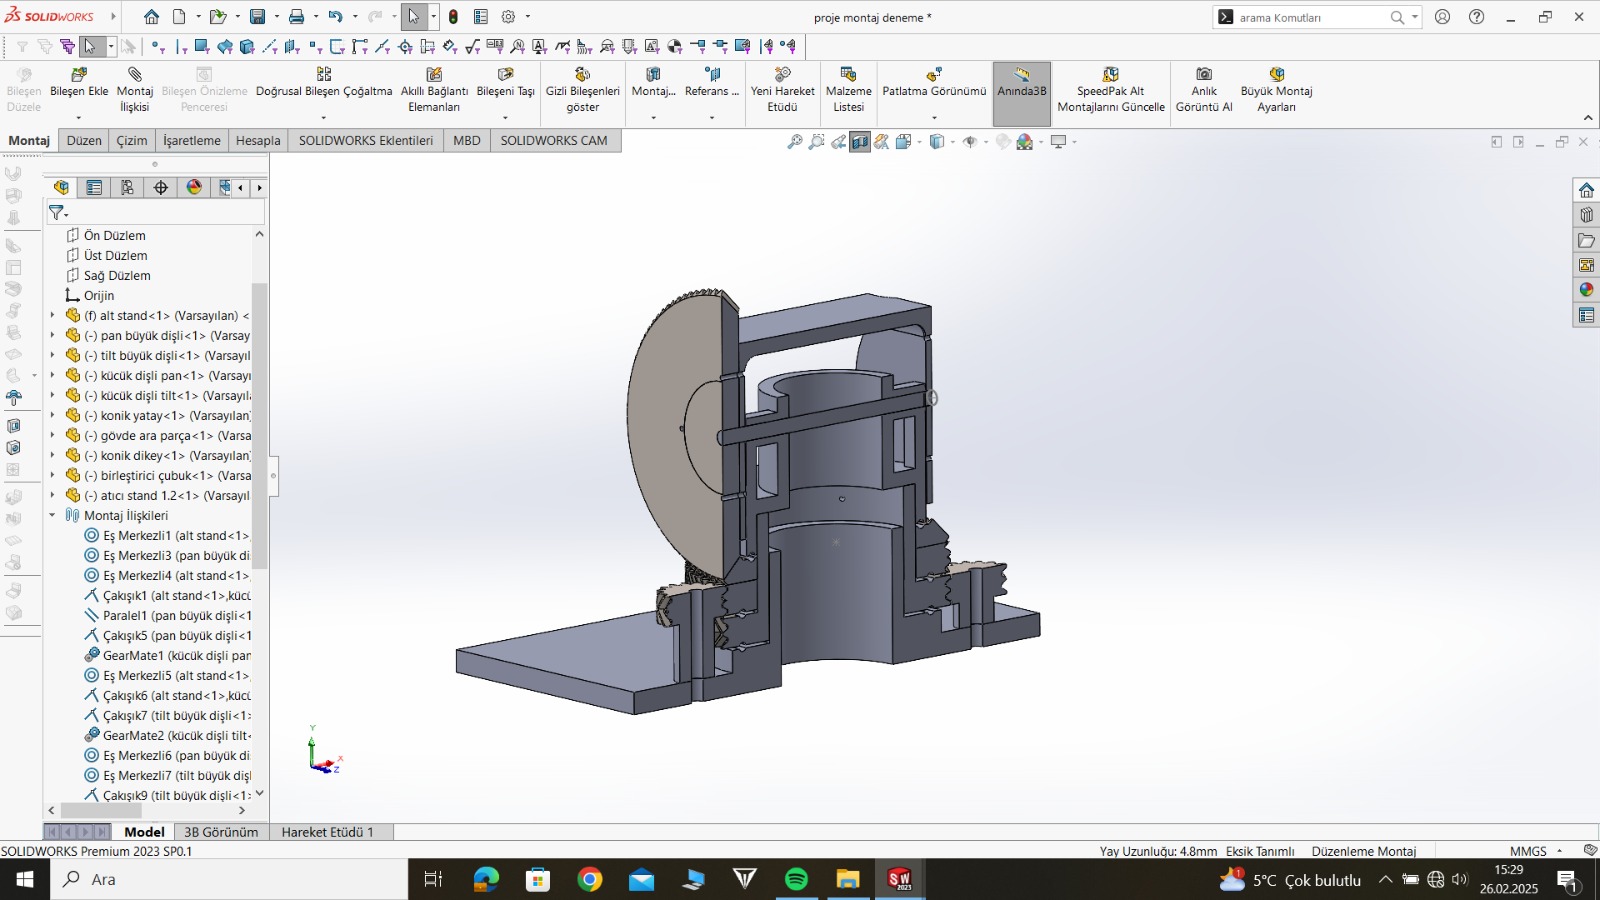 SOLIDWORKS
proje montaj deneme *
arama Komutları
Bileşen Düzele
Bileşen Ekle
Montaj İlişkisi
Bileşen Önizleme Penceresi
Doğrusal Bileşen Çoğaltma
Akıllı Bağlantı Elemanları
Bileşeni Taşı
Gizli Bileşenleri göster
Montaj...
Referans ...
Yeni Hareket Etüdü
Malzeme Listesi
Patlatma Görünümü
Anında3B
SpeedPak Alt Montajlarını Güncelle
Anlık Görüntü Al
Büyük Montaj Ayarları
Montaj
Düzen
Çizim
İşaretleme
Hesapla
SOLIDWORKS Eklentileri
MBD
SOLIDWORKS CAM
Ön Düzlem
Üst Düzlem
Sağ Düzlem
Orijin
(f) alt stand<1> (Varsayılan) <
(-) pan büyük dişli<1> (Varsay
(-) tilt büyük dişli<1> (Varsayıl
(-) kücük dişli pan<1> (Varsayı
(-) kücük dişli tilt<1> (Varsayıl
(-) konik yatay<1> (Varsayılan)
(-) gövde ara parça<1> (Varsa
(-) konik dikey<1> (Varsayılan)
(-) birleştirici çubuk<1> (Varsa
(-) atıcı stand 1.2<1> (Varsayıl
Montaj İlişkileri
Eş Merkezli1 (alt stand<1>,
Eş Merkezli3 (pan büyük di
Eş Merkezli4 (alt stand<1>,
Çakışık1 (alt stand<1>,kücü
Paralel1 (pan büyük dişli<1
Çakışık5 (pan büyük dişli<1
GearMate1 (kücük dişli pan
Eş Merkezli5 (alt stand<1>,
Çakışık6 (alt stand<1>,kücü
Çakışık7 (tilt büyük dişli<1>
GearMate2 (kücük dişli tilt<
Eş Merkezli6 (pan büyük di
Eş Merkezli7 (tilt büyük dişl
Çakışık9 (tilt büyük dişli<1>
Y
X
Z
Model
3B Görünüm
Hareket Etüdü 1
SOLIDWORKS Premium 2023 SP0.1
Yay Uzunluğu: 4.8mm
Eksik Tanımlı
Düzenleme Montaj
MMGS
Ara
SW
2023
1
5°C Çok bulutlu
15:29
26.02.2025
1